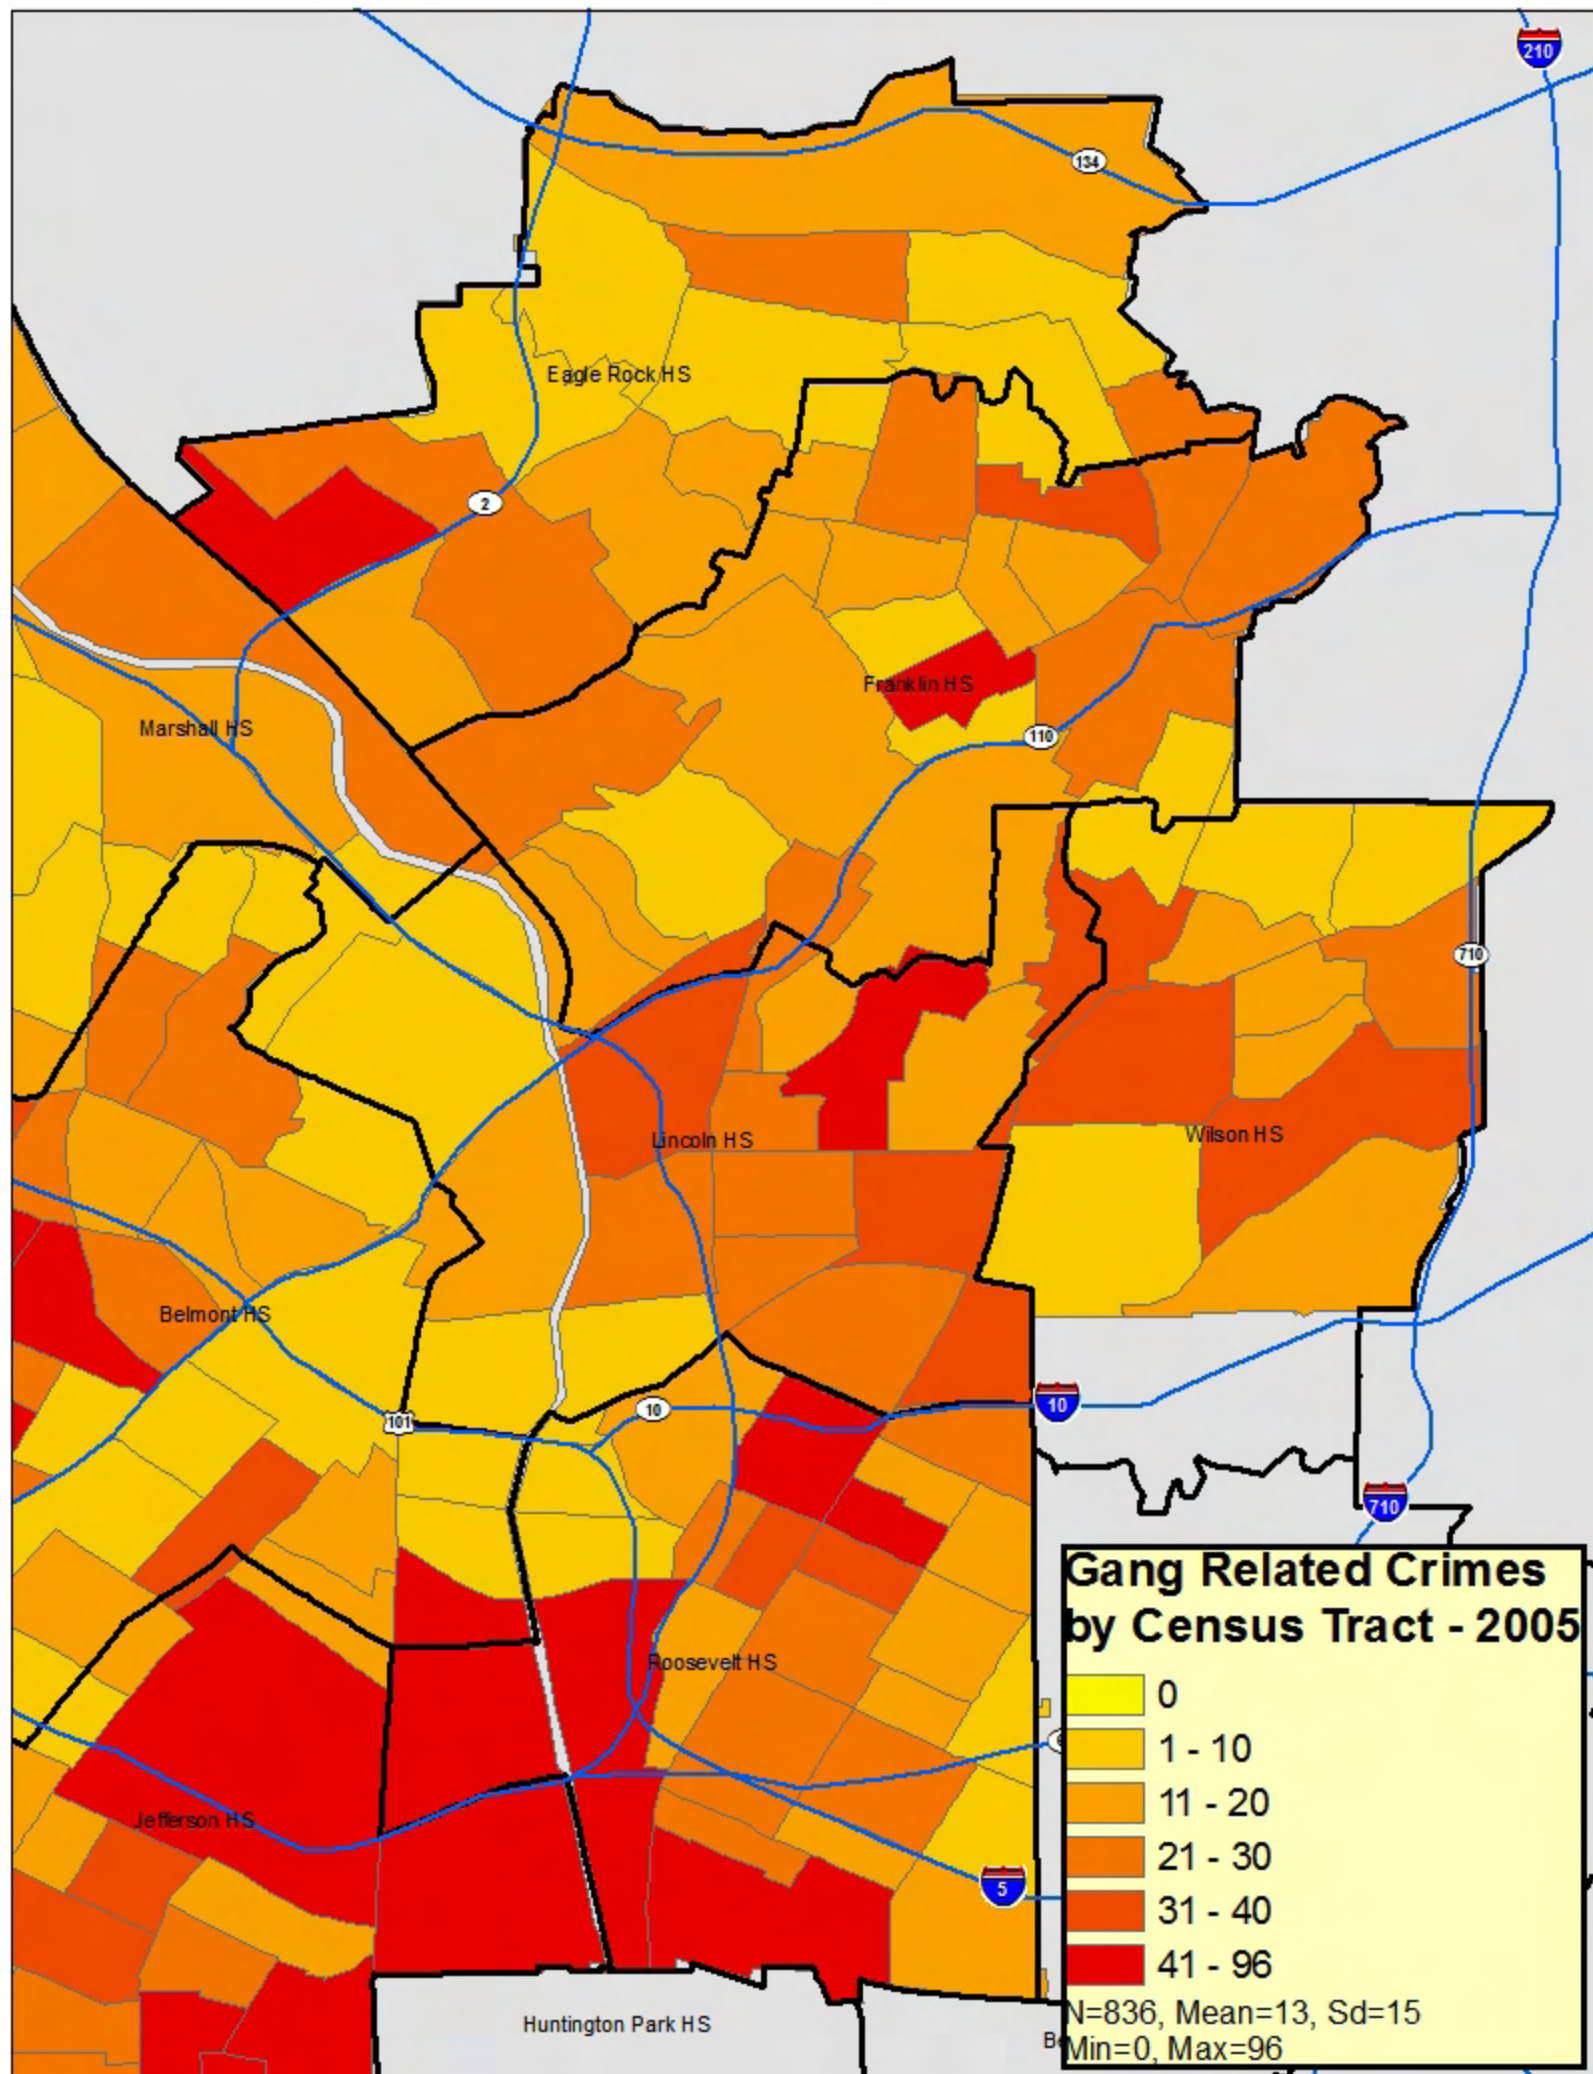 210
134
Eagle Rock HS
2
Franklin HS
Marshall HS
110
710
Lincoln HS
Wilson HS
Belmont HS
10
10
101
710
Gang Related Crimes
by Census Tract - 2005
0
1 - 10
11 - 20
21 - 30
31 - 40
41 - 96
N=836, Mean=13, Sd=15
Min=0, Max=96
Roosevelt HS
Jefferson HS
5
Huntington Park HS